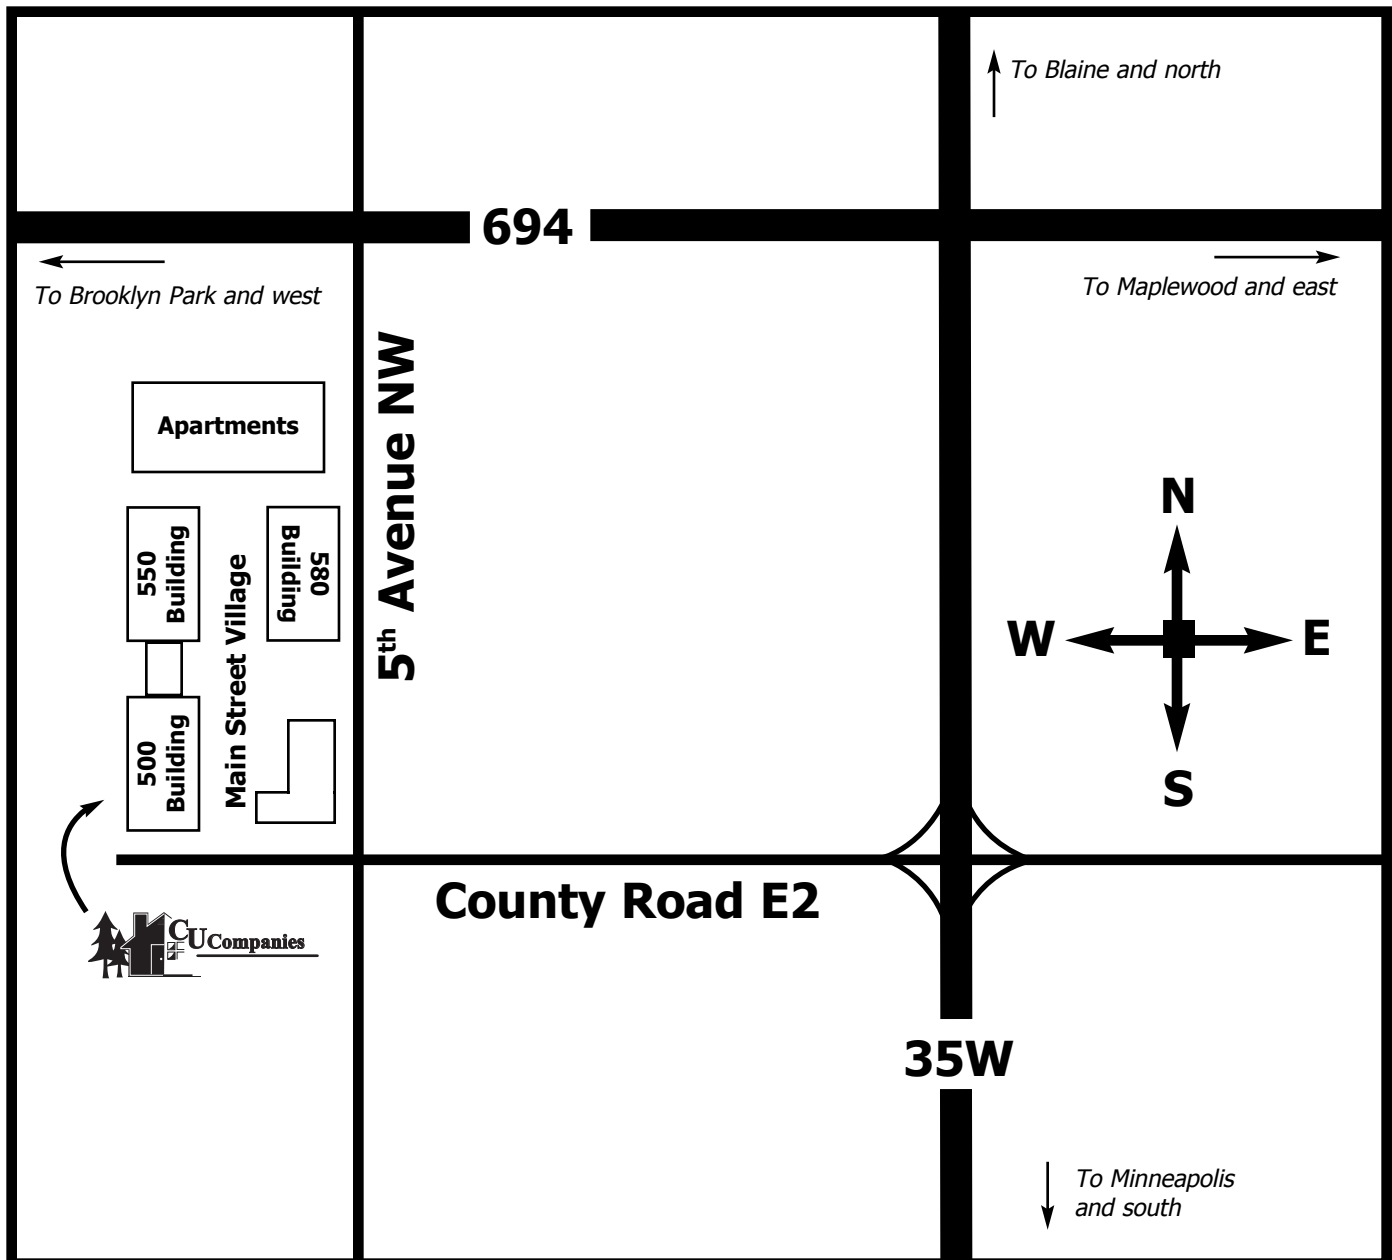 To Blaine and north
694
To Brooklyn Park and west
To Maplewood and east
Apartments
5th Avenue NW
550
Building
580
Building
Main Street Village
500
Building
N
W
E
S
County Road E2
CUCompanies
35W
To Minneapolis
and south